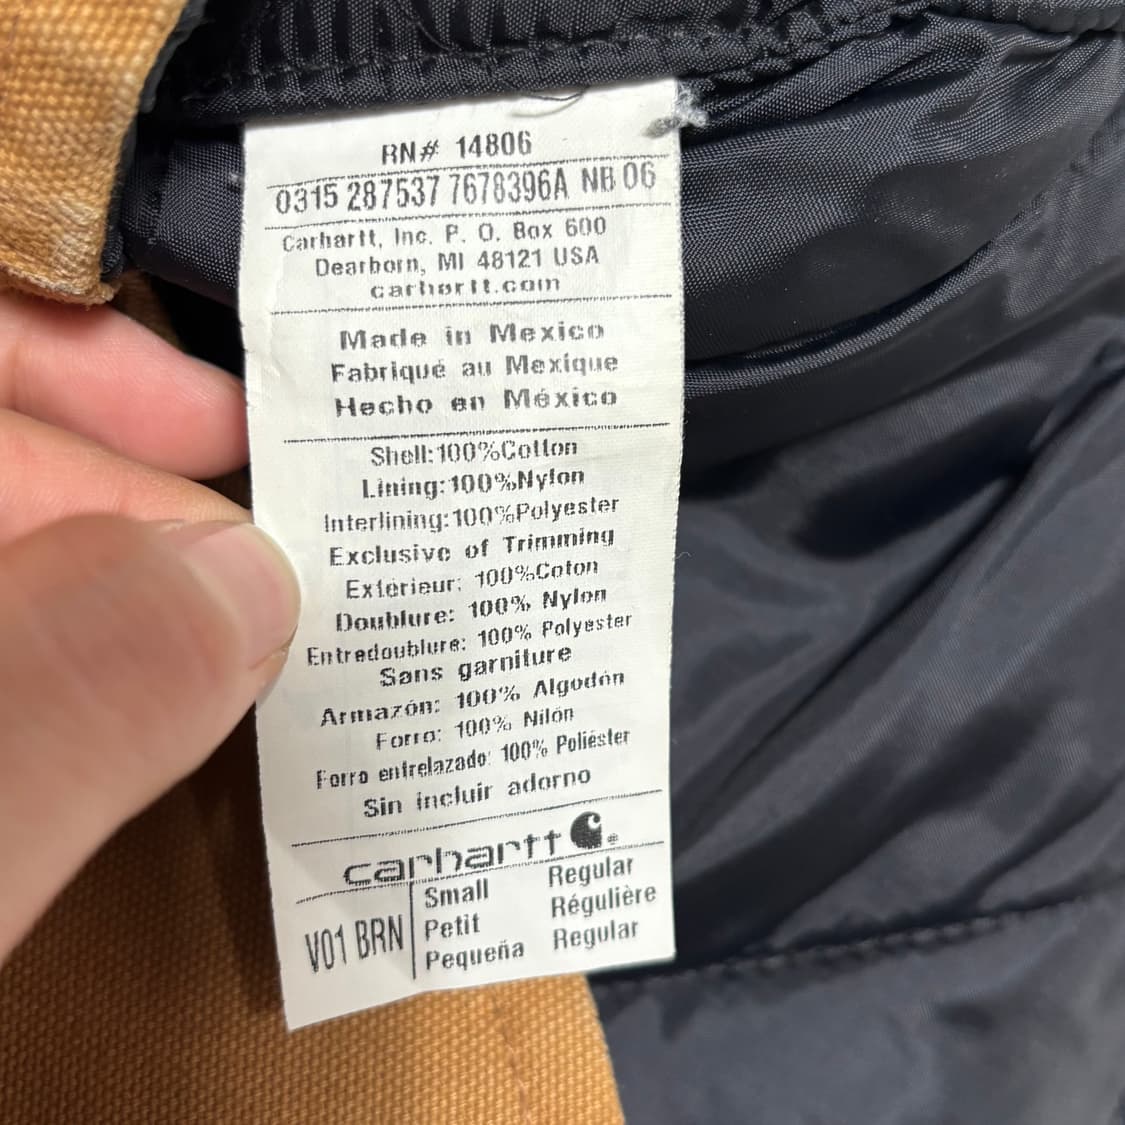 RN# 14806
0315 287537 7678396A NB 06
Carhartt, Inc. P. O. Box 600
Dearborn, MI 48121 USA
carhartt.com
Made in Mexico
Fabriqué au Mexique
Hecho en México
Shell:100%Cotton
Lining:100%Nylon
Interlining:100%Polyester
Exclusive of Trimming
Extérieur: 100%Coton
Doublure: 100% Nylon
Entredoublure: 100% Polyester
Sans garniture
Armazón: 100% Algodón
Forro: 100% Nilón
Forro entrelazado: 100% Poliéster
Sin incluir adorno
carhartt
V01 BRN
Small Regular
Petit Régulière
Pequeña Regular